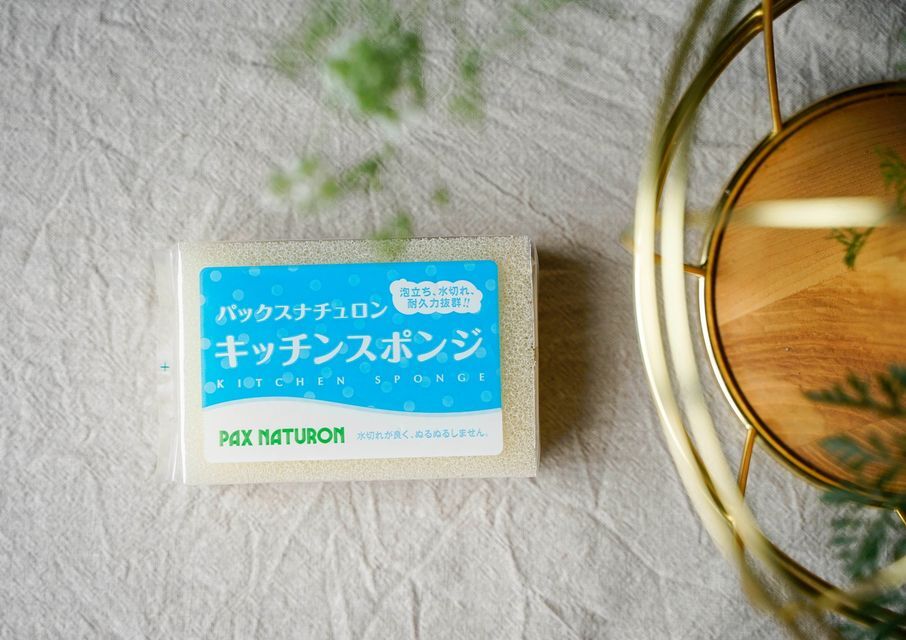 パックスナチュロン
泡立ち、水切れ、
耐久力抜群!!
キッチンスポンジ
KITCHEN SPONGE
PAX NATURON
水切れが良く、ぬるぬるしません。